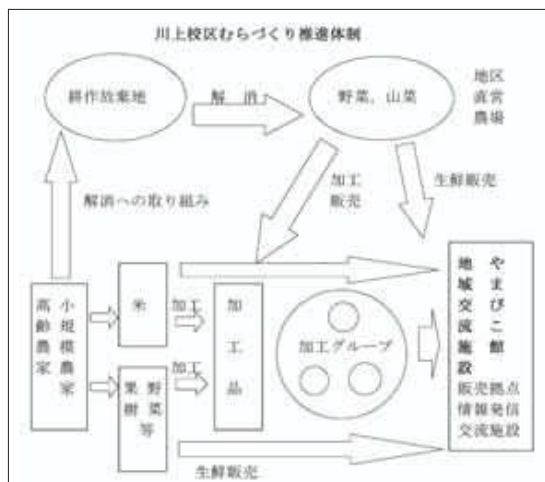 川上校区むらづくり推進体制
耕作放棄地
解消
野菜，山菜
地区
直営
農場
解消への取り組み
加工
販売
生鮮販売
小規模農家
高齢農家
米
加工
野菜等
果樹
加工
加工品
加工グループ
やまびこ館
地域交流施設
販売拠点
情報発信
交流施設
生鮮販売